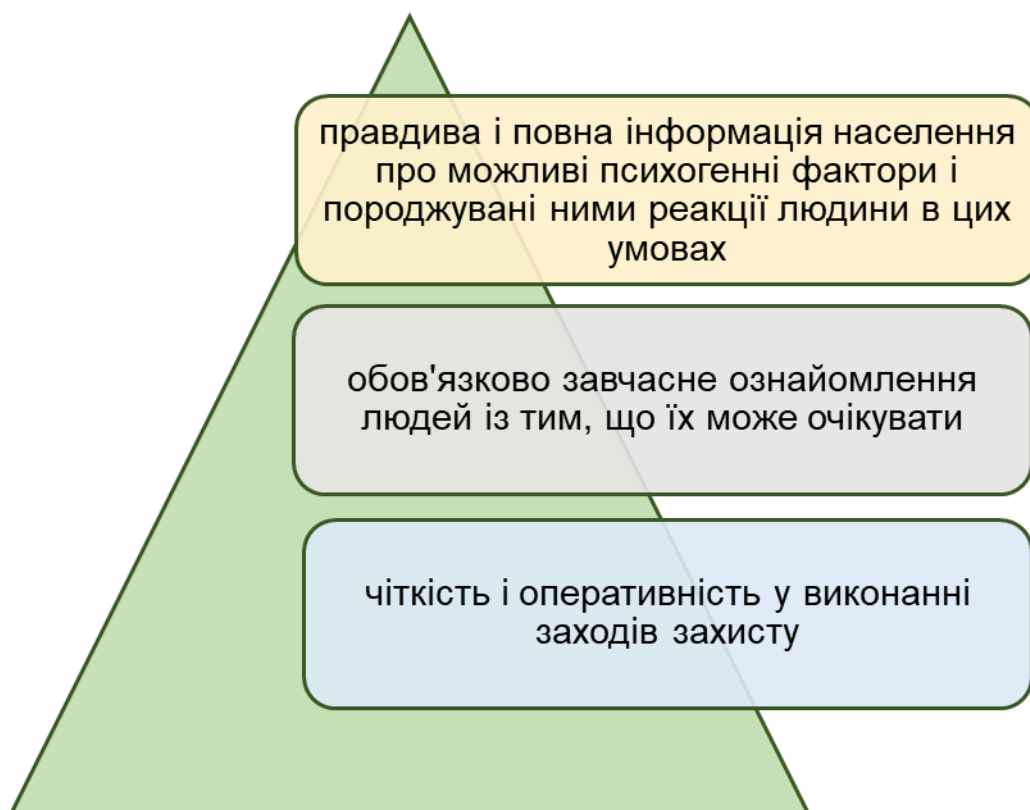 правдива і повна інформація населення
про можливі психогенні фактори і
породжувані ними реакції людини в цих
умовах
обов'язково завчасне ознайомлення
людей із тим, що їх може очікувати
чіткість і оперативність у виконанні
заходів захисту